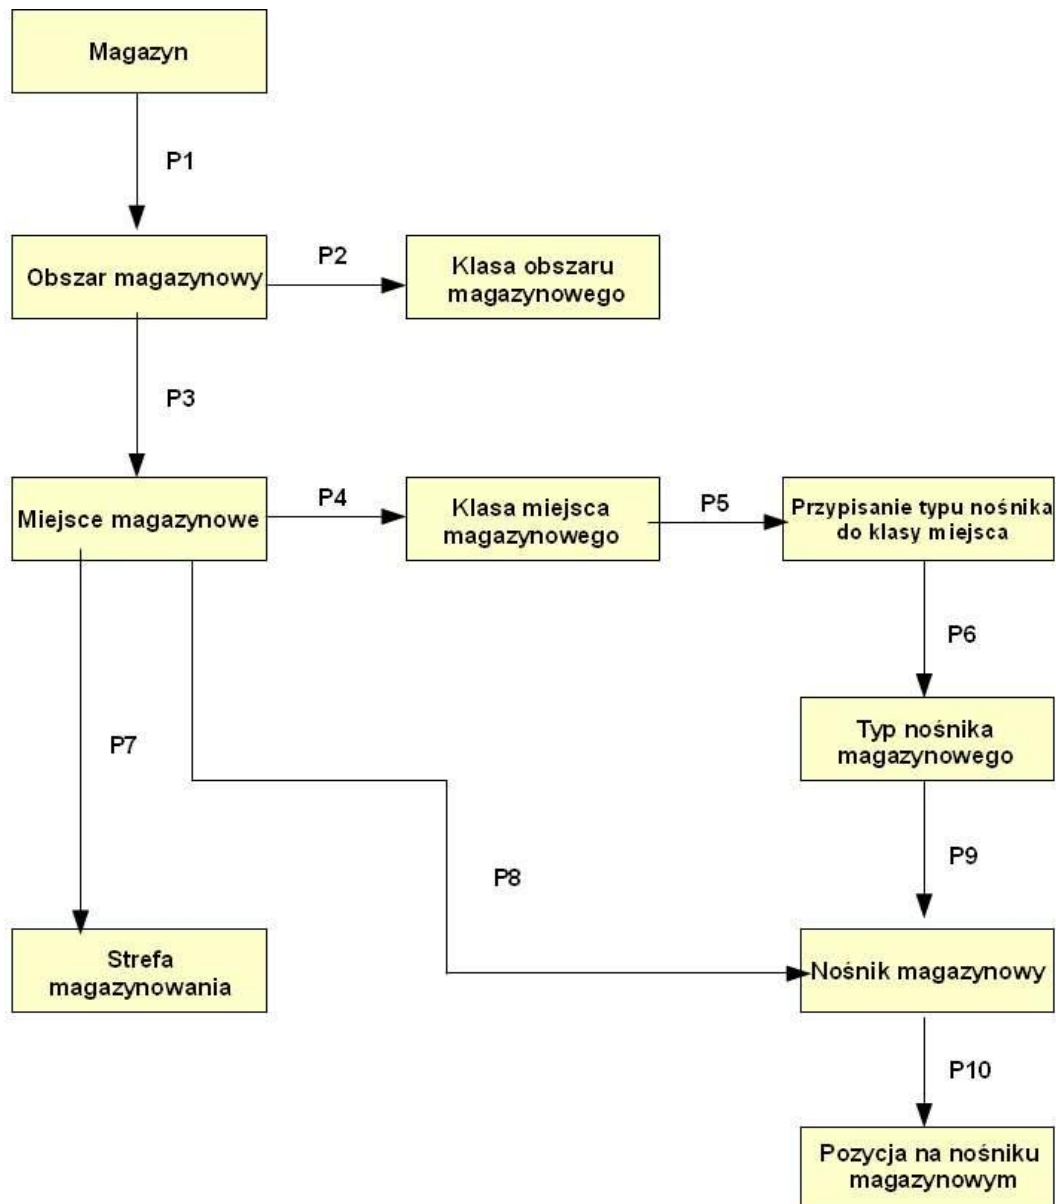 Magazyn
P1
Obszar magazynowy
P2
Klasa obszaru
magazynowego
P3
Miejsce magazynowe
P4
Klasa miejsca
magazynowego
P5
Przypisanie typu nośnika
do klasy miejsca
P6
Typ nośnika
magazynowego
P7
P8
P9
Strefa
magazynowania
Nośnik magazynowy
P10
Pozycja na nośniku
magazynowym